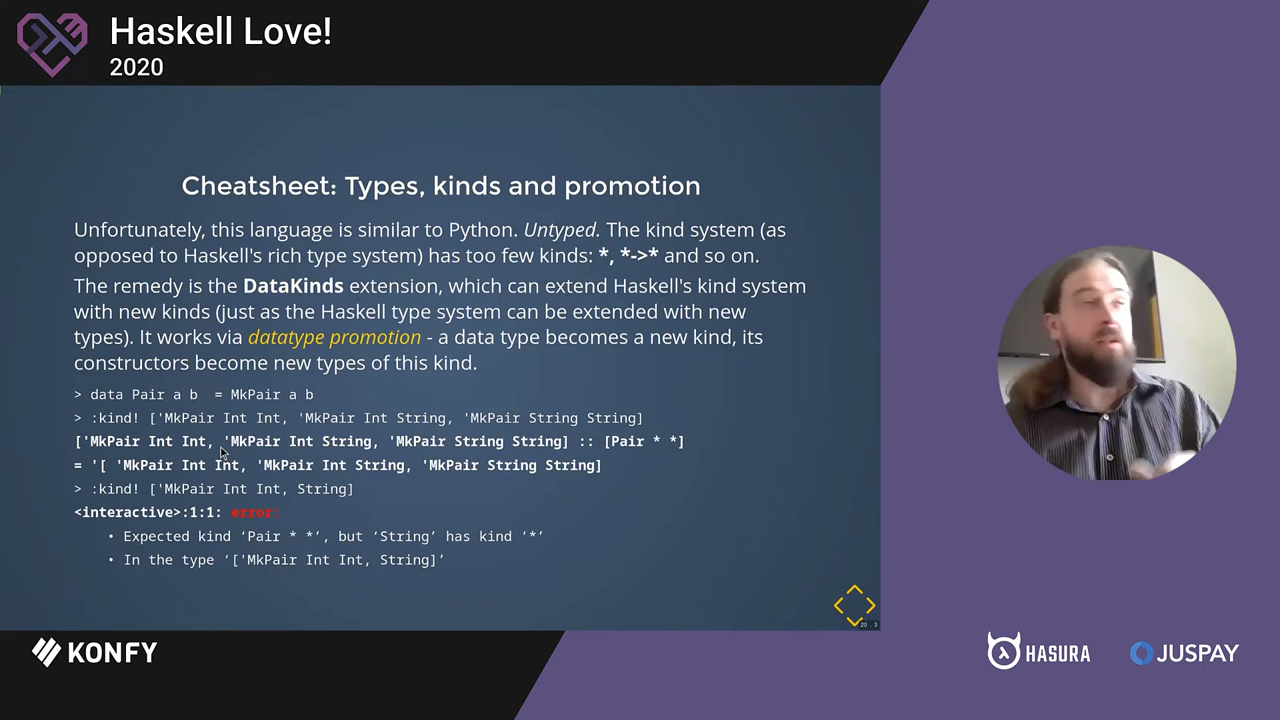 Haskell Love!
2020
Cheatsheet: Types, kinds and promotion
Unfortunately, this language is similar to Python. Untyped. The kind system (as
opposed to Haskell's rich type system) has too few kinds: *, *->* and so on.
The remedy is the DataKinds extension, which can extend Haskell's kind system
with new kinds (just as the Haskell type system can be extended with new
types). It works via datatype promotion - a data type becomes a new kind, its
constructors become new types of this kind.
> data Pair a b  = MkPair a b
> :kind! ['MkPair Int Int, 'MkPair Int String, 'MkPair String String]
['MkPair Int Int, 'MkPair Int String, 'MkPair String String] :: [Pair * *]
= '[ 'MkPair Int Int, 'MkPair Int String, 'MkPair String String]
> :kind! ['MkPair Int Int, String]
<interactive>:1:1: error:
• Expected kind ‘Pair * *’, but ‘String’ has kind ‘*’
• In the type ‘['MkPair Int Int, String]’
20 . 3
KONFY
HASURA
JUSPAY